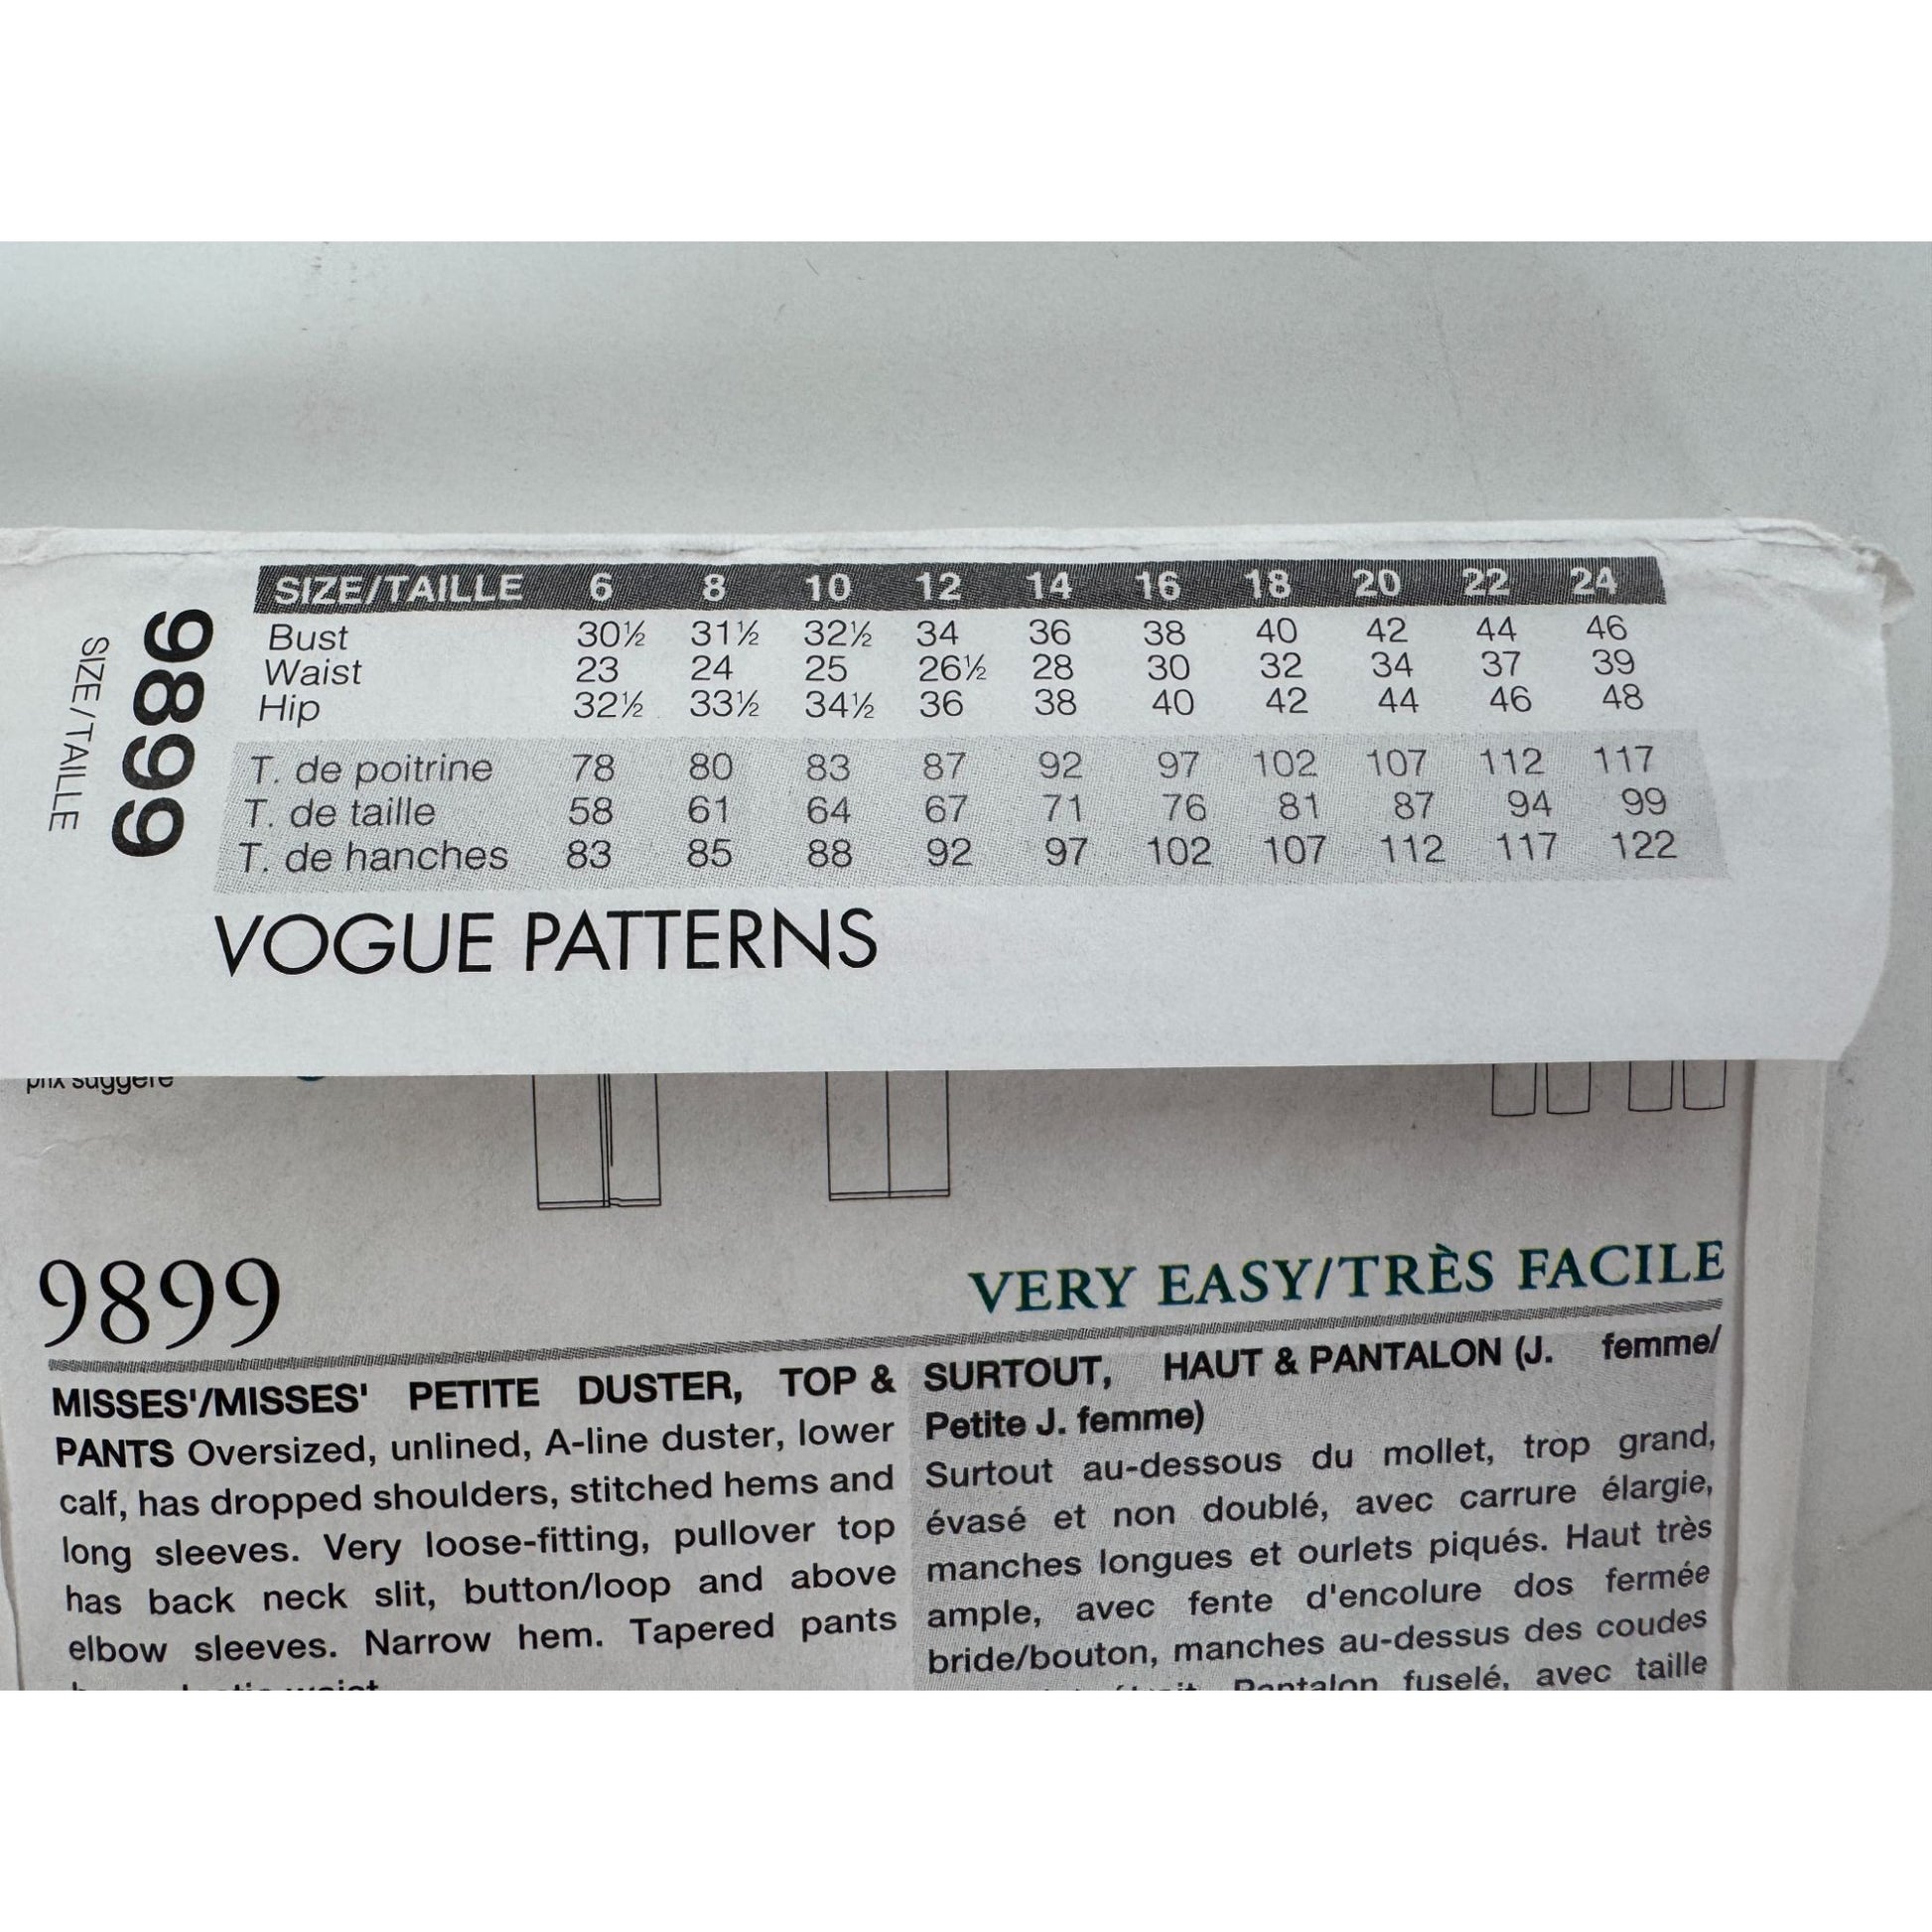 SIZE/TAILLE 6 8 10 12 14 16 18 20 22 24
Bust 30½ 31½ 32½ 34 36 38 40 42 44 46
Waist 23 24 25 26½ 28 30 32 34 37 39
Hip 32½ 33½ 34½ 36 38 40 42 44 46 48
T. de poitrine 78 80 83 87 92 97 102 107 112 117
T. de taille 58 61 64 67 71 76 81 87 94 99
T. de hanches 83 85 88 92 97 102 107 112 117 122
9899
SIZE/TAILLE
VOGUE PATTERNS
prix suggéré
9899
VERY EASY/TRÈS FACILE
MISSES'/MISSES' PETITE DUSTER, TOP &
PANTS Oversized, unlined, A-line duster, lower
calf, has dropped shoulders, stitched hems and
long sleeves. Very loose-fitting, pullover top
has back neck slit, button/loop and above
elbow sleeves. Narrow hem. Tapered pants
waist
SURTOUT, HAUT & PANTALON (J. femme/
Petite J. femme)
Surtout au-dessous du mollet, trop grand,
évasé et non doublé, avec carrure élargie,
manches longues et ourlets piqués. Haut très
ample, avec fente d'encolure dos fermée
bride/bouton, manches au-dessus des coudes
Pantalon fuselé, avec taille